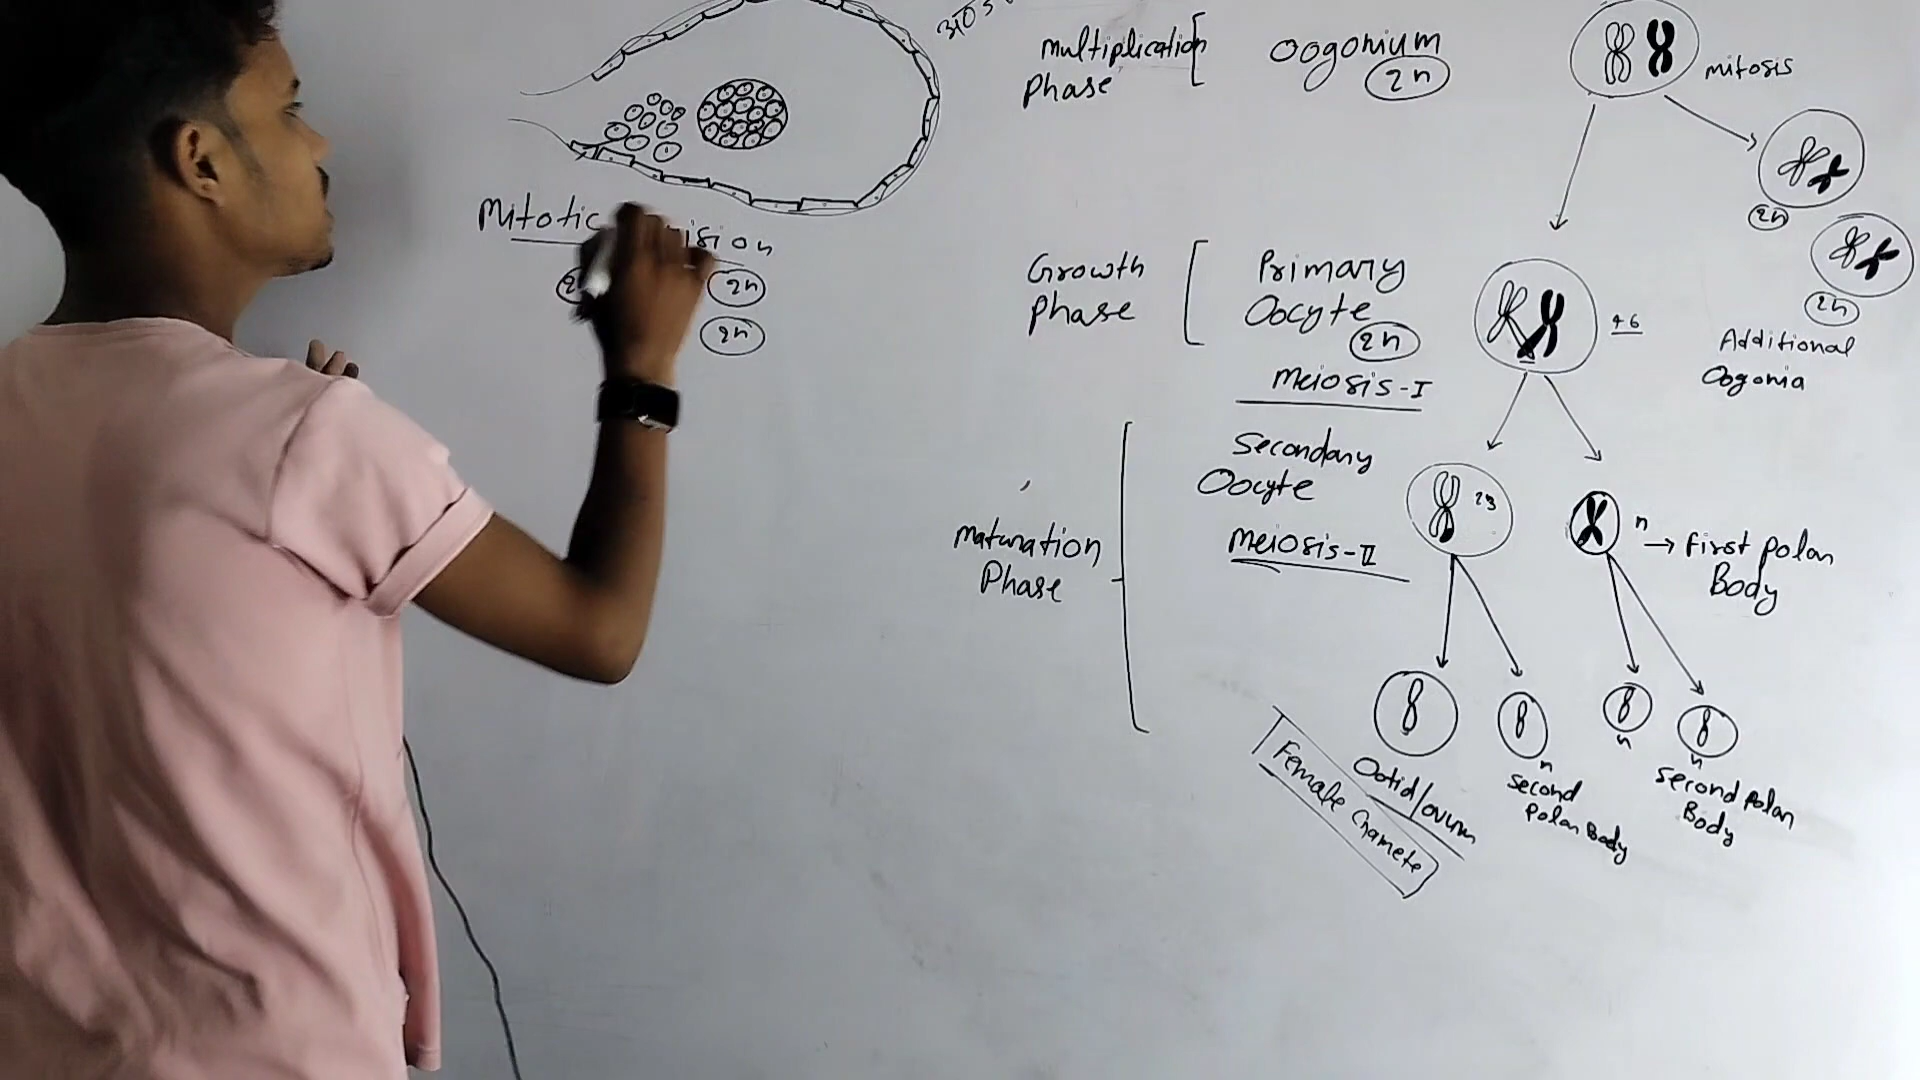 Multiplication
Phase
Oogonium
2n
mitosis
2n
2n
Additional
Oogonia
Mitotic
2n
2n
Growth
Phase
Primary
Oocyte
2n
46
Meiosis-I
Maturation
Phase
Secondary
Oocyte
23
n
→ First Polar
Body
Meiosis-II
Ootid/ovum
Female Gamete
n
Second
Polar Body
n
n
Second Polar
Body